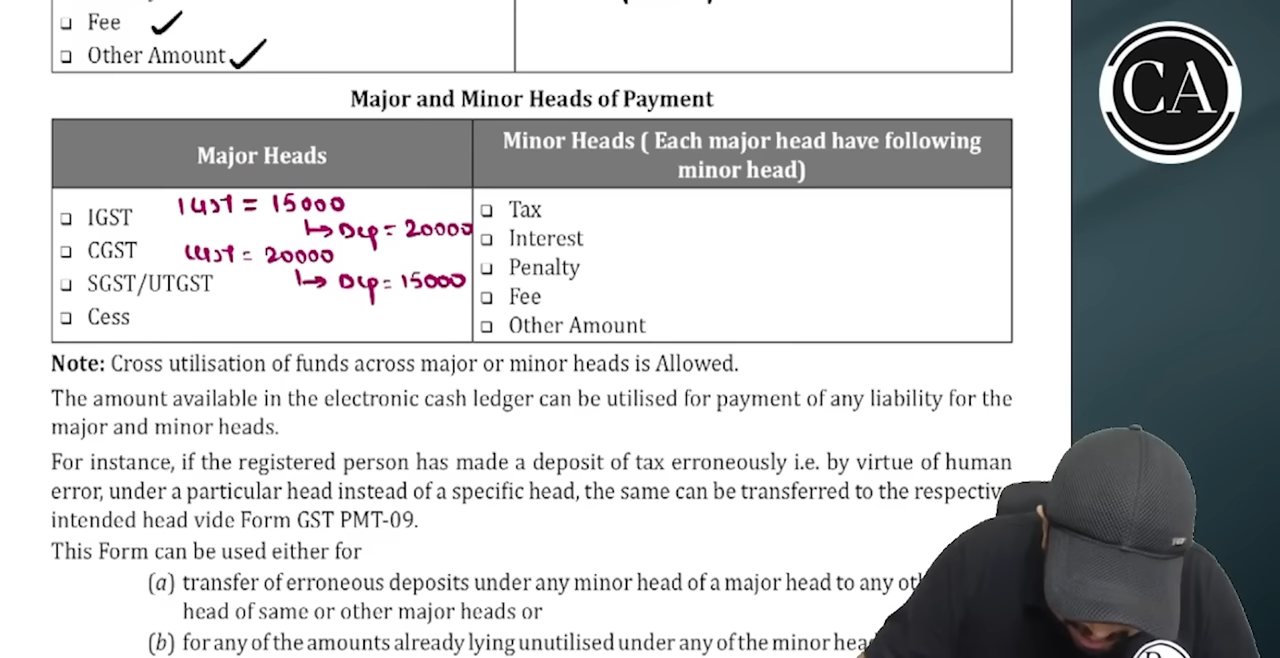 Fee
Other Amount
CA
Major and Minor Heads of Payment
Major Heads
Minor Heads ( Each major head have following minor head)
IGST
IGST = 15000
↳ Dep = 20000
CGST
CGST = 20000
↳ Dep = 15000
SGST/UTGST
Cess
Tax
Interest
Penalty
Fee
Other Amount
Note: Cross utilisation of funds across major or minor heads is Allowed.
The amount available in the electronic cash ledger can be utilised for payment of any liability for the
major and minor heads.
For instance, if the registered person has made a deposit of tax erroneously i.e. by virtue of human
error, under a particular head instead of a specific head, the same can be transferred to the respective
intended head vide Form GST PMT-09.
This Form can be used either for
(a) transfer of erroneous deposits under any minor head of a major head to any
head of same or other major heads or
(b) for any of the amounts already lying unutilised under any of the minor